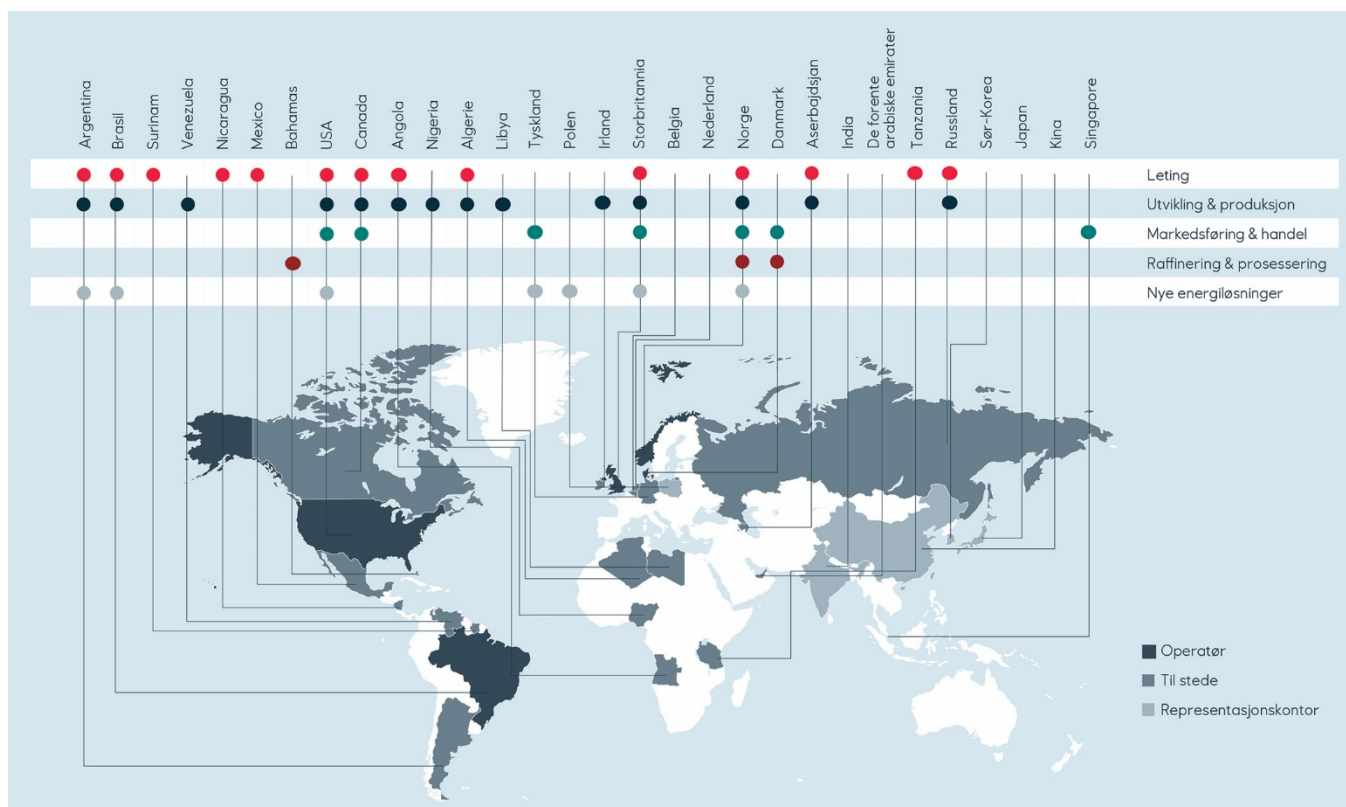 Argentina
Brasil
Surinam
Venezuela
Nicaragua
Mexico
Bahamas
USA
Canada
Angola
Nigeria
Algerie
Libya
Tyskland
Polen
Irland
Storbritannia
Belgia
Nederland
Norge
Danmark
Aserbajdsjan
India
De forente
arabiske emirater
Tanzania
Russland
Sør-Korea
Japan
Kina
Singapore
Leting
Utvikling & produksjon
Markedsføring & handel
Raffinering & prosessering
Nye energiløsninger
Operatør
Til stede
Representasjonskontor